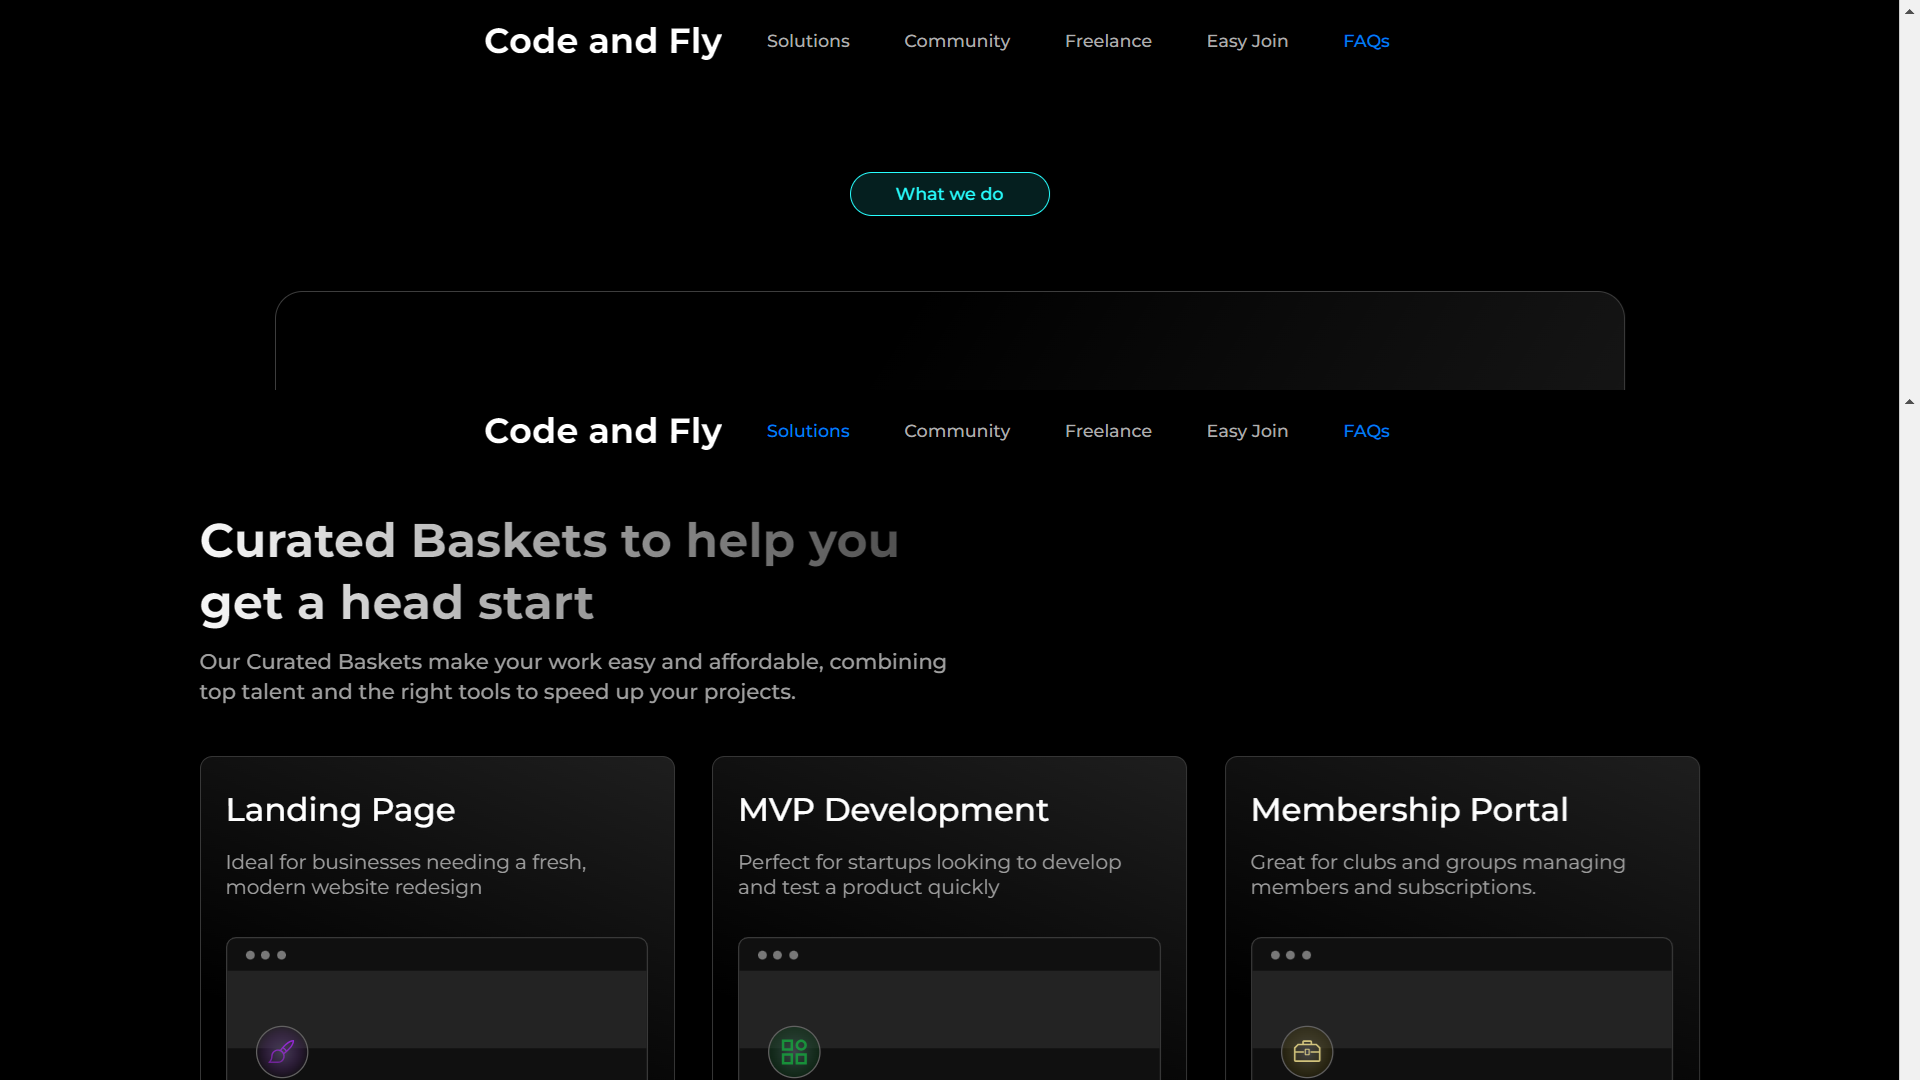 Code and Fly Solutions Community Freelance Easy Join FAQs
What we do
Code and Fly Solutions Community Freelance Easy Join FAQs
Curated Baskets to help you
get a head start
Our Curated Baskets make your work easy and affordable, combining
top talent and the right tools to speed up your projects.
Landing Page
Ideal for businesses needing a fresh,
modern website redesign
MVP Development
Perfect for startups looking to develop
and test a product quickly
Membership Portal
Great for clubs and groups managing
members and subscriptions.